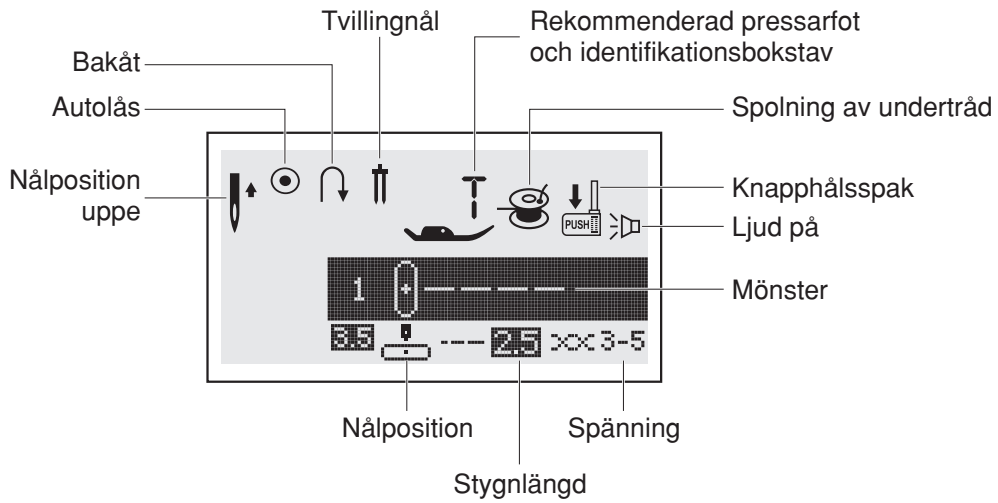 Tvillingnål
Rekommenderad pressarfot
och identifikationsbokstav
Bakåt
Autolås
Spolning av undertråd
Nålposition
uppe
Knapphålsspak
PUSH
Ljud på
1
Mönster
5.5
2.5
3-5
Nålposition
Spänning
Stygnlängd